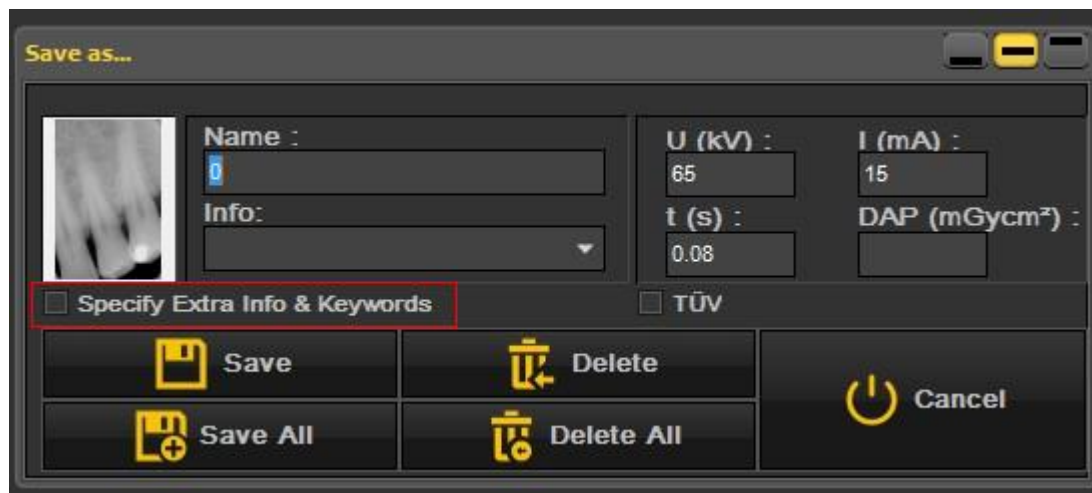 Save as...
Name :
0
Info:
U (kV) :
65
I (mA) :
15
t (s) :
0.08
DAP (mGycm²) :
Specify Extra Info & Keywords
TÜV
Save
Delete
Cancel
Save All
Delete All